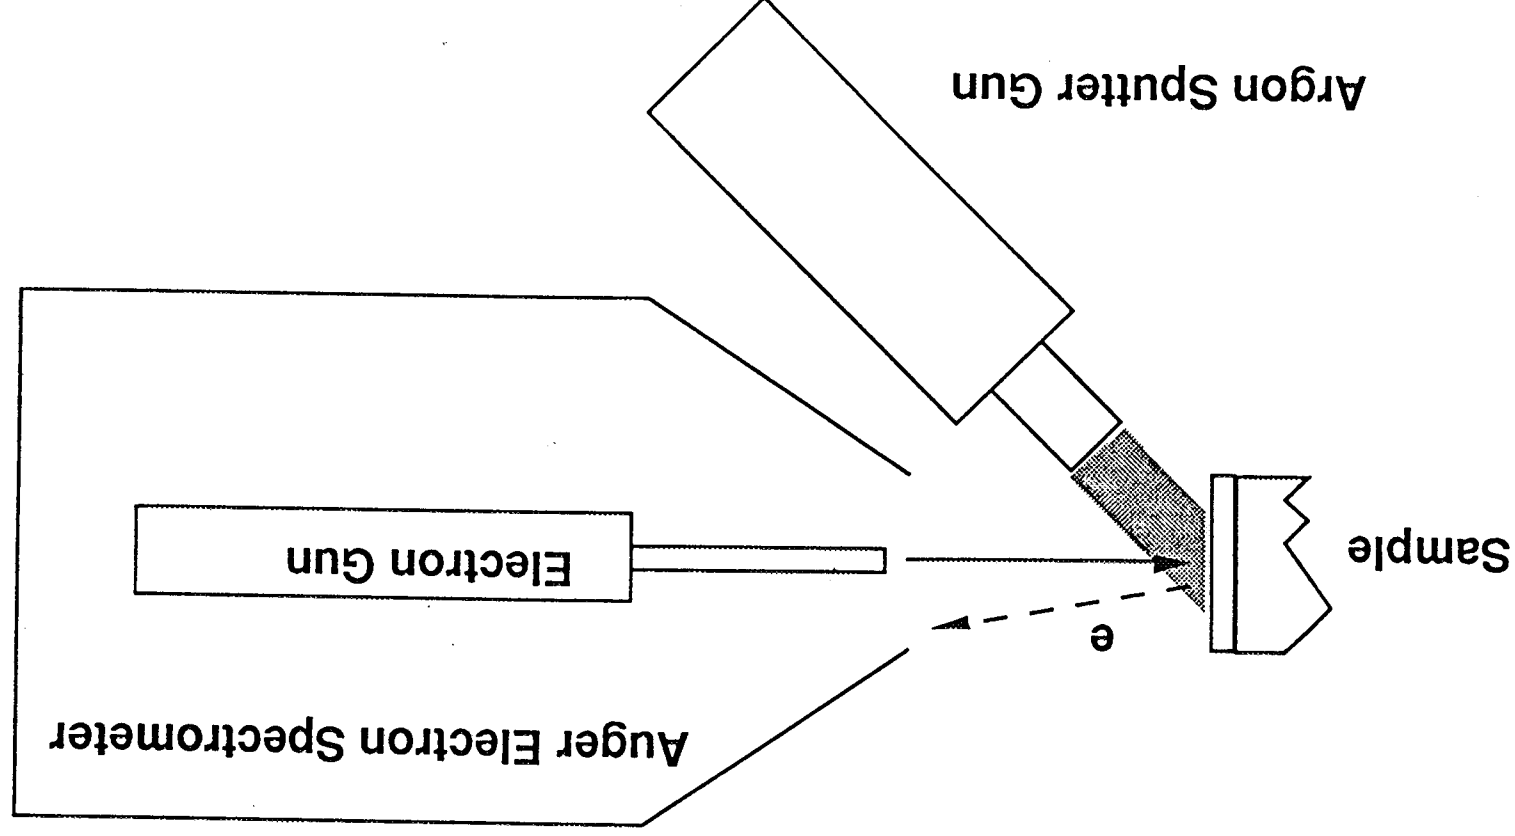 Auger Electron Spectrometer
e
Electron Gun
Sample
Argon Sputter Gun